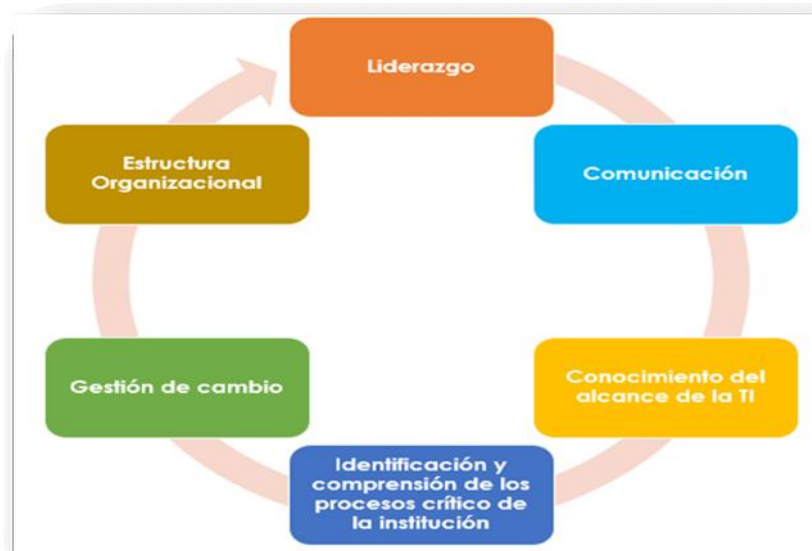 Liderazgo
Comunicación
Conocimiento del
alcance de la TI
Identificación y
comprensión de los
procesos crítico de
la institución
Gestión de cambio
Estructura
Organizacional